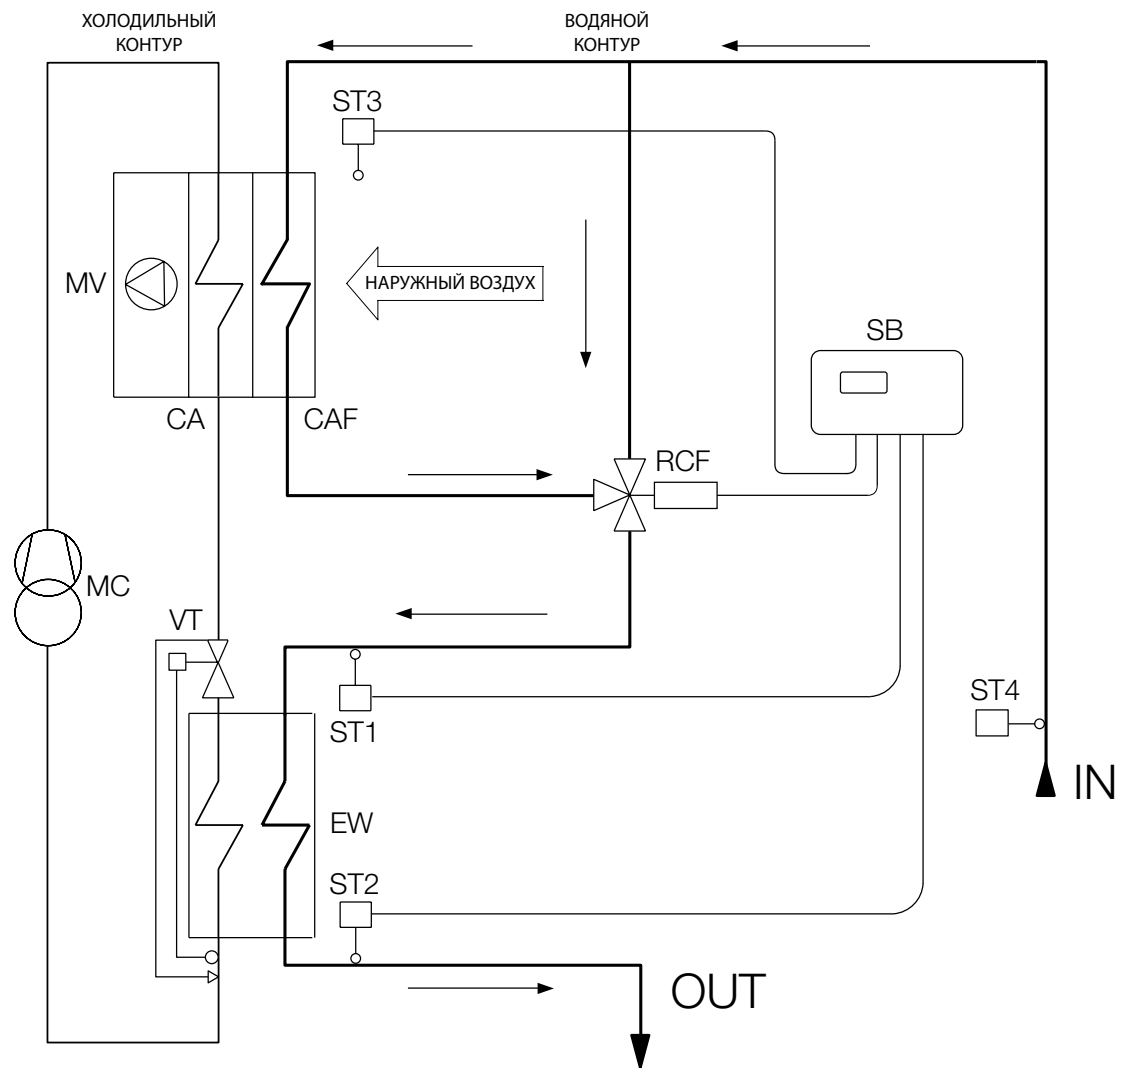 ХОЛОДИЛЬНЫЙ
КОНТУР
ВОДЯНОЙ
КОНТУР
ST3
MV
НАРУЖНЫЙ ВОЗДУХ
SB
CA
CAF
RCF
MC
VT
ST1
ST4
IN
EW
ST2
OUT